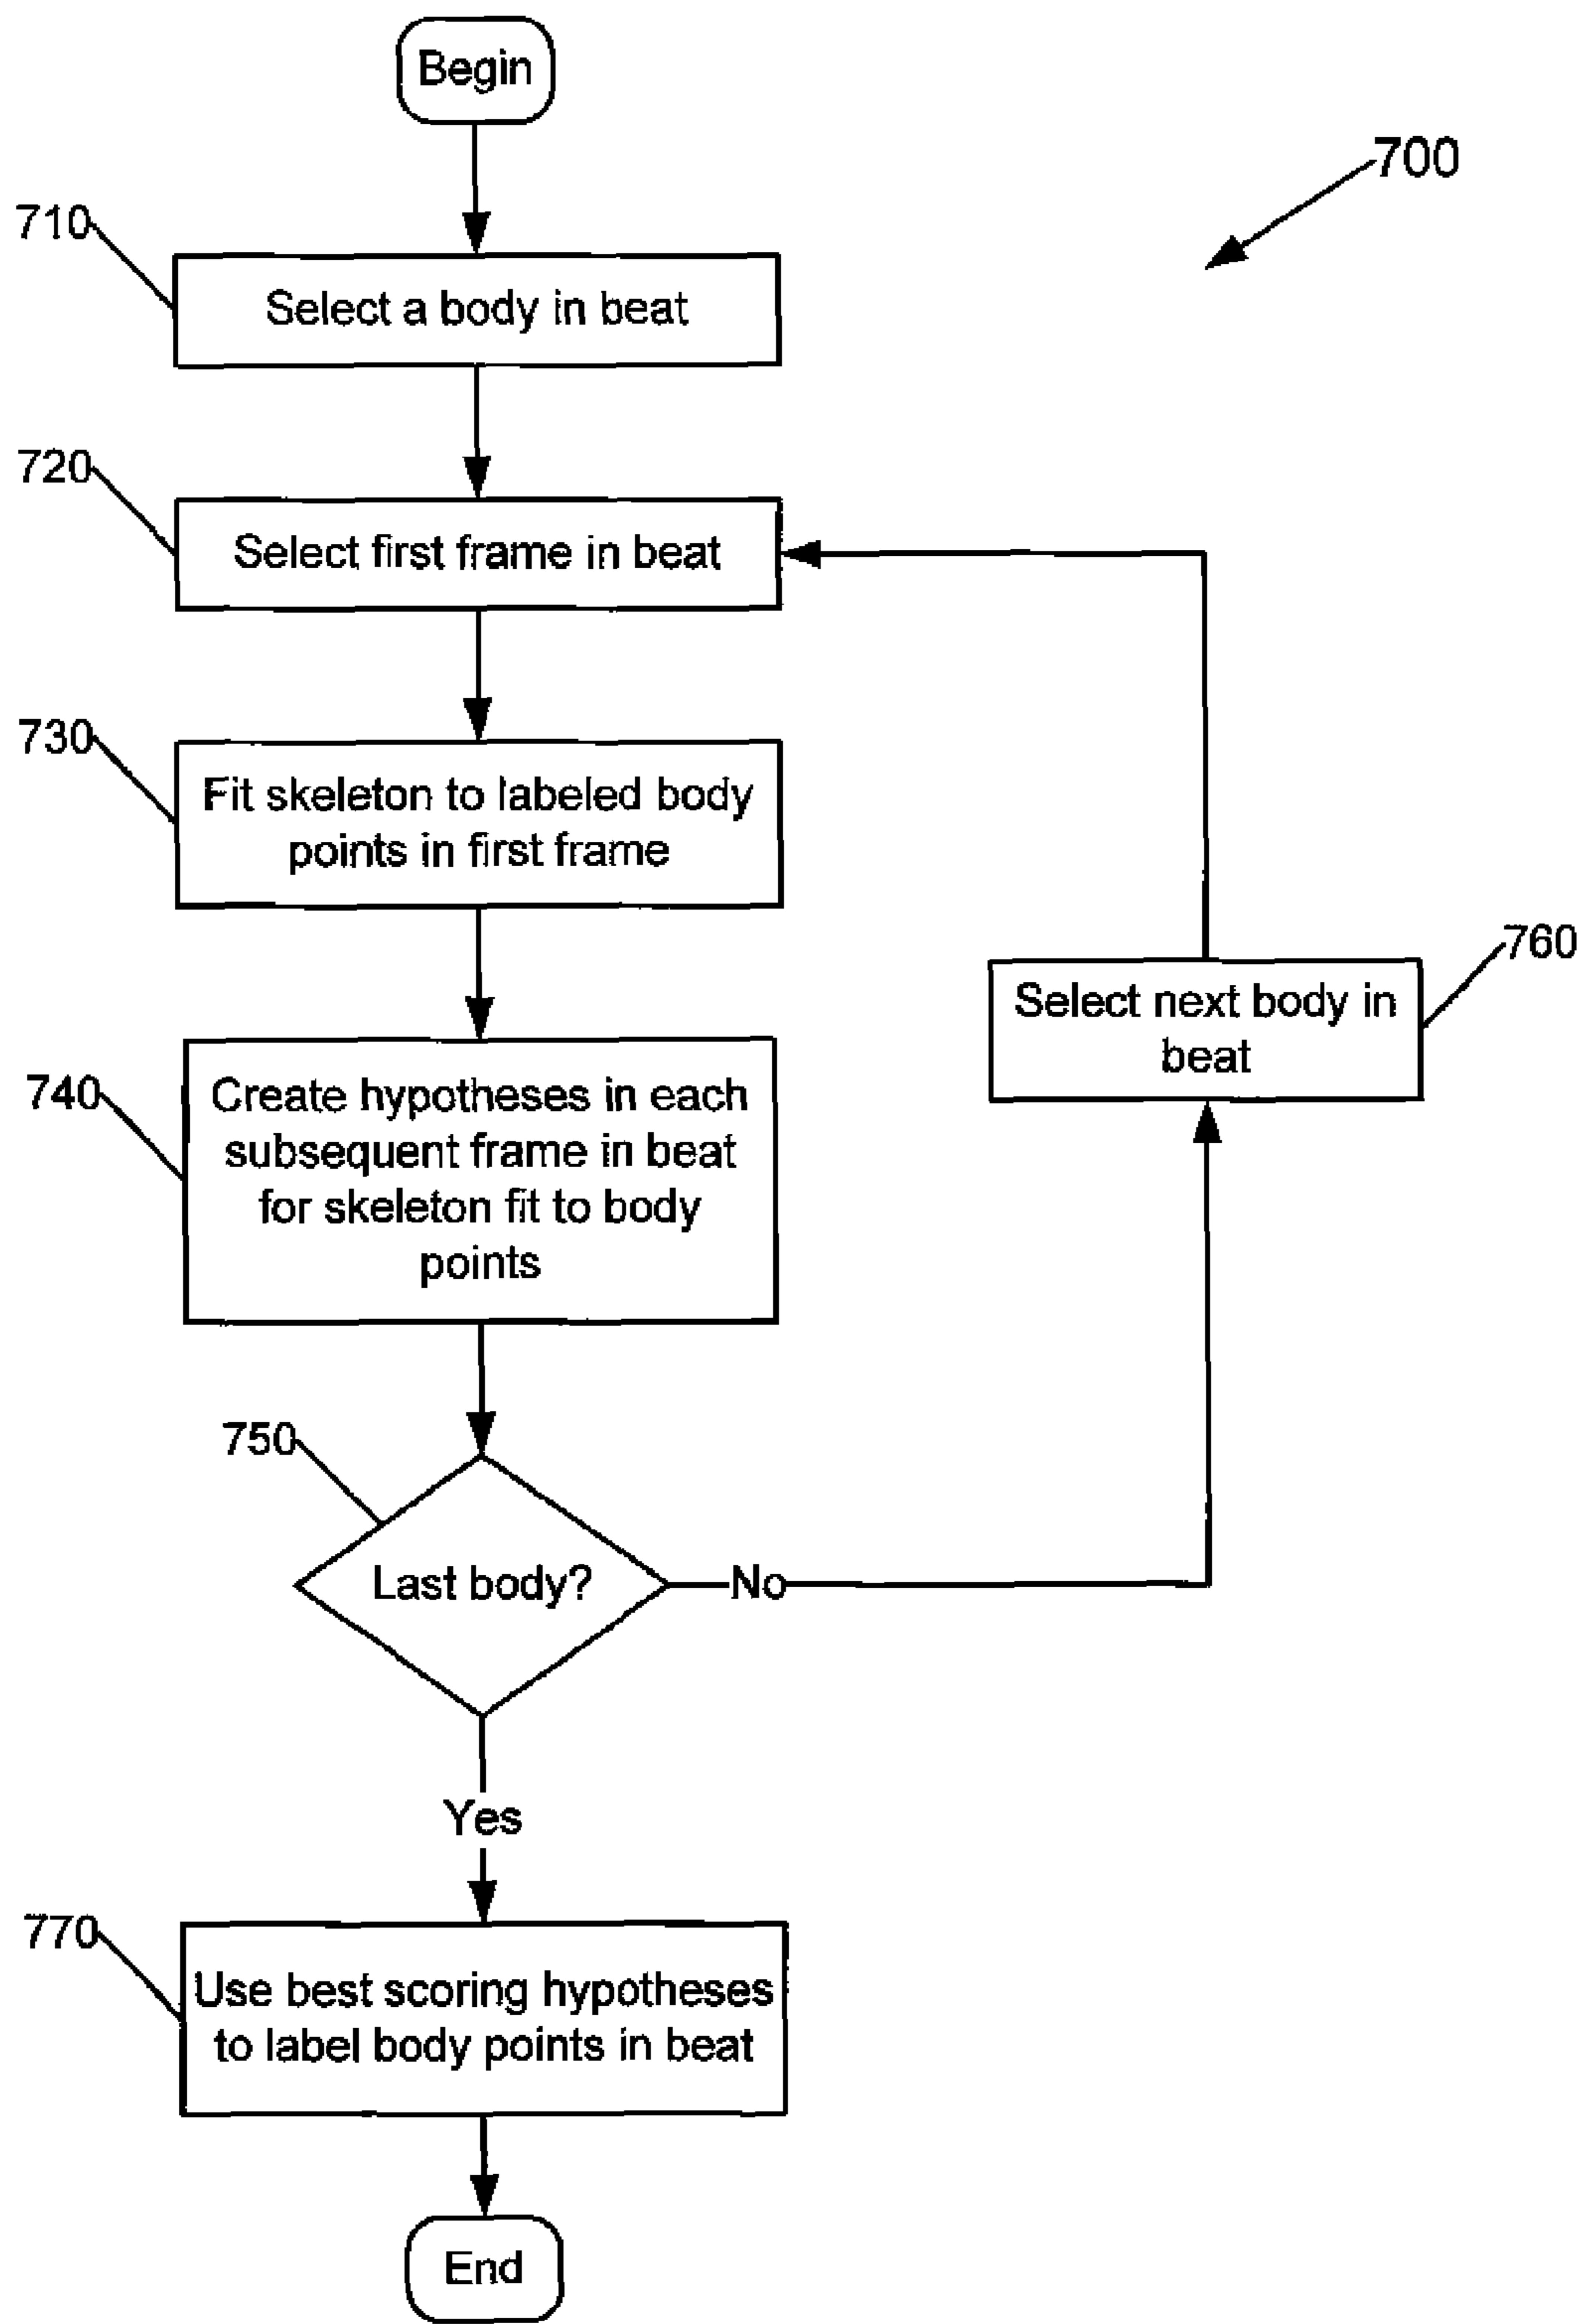 Begin
700
710
Select a body in beat
720
Select first frame in beat
730
Fit skeleton to labeled body
points in first frame
760
Select next body in
beat
740
Create hypotheses in each
subsequent frame in beat
for skeleton fit to body
points
750
Last body?
No
Yes
770
Use best scoring hypotheses
to label body points in beat
End